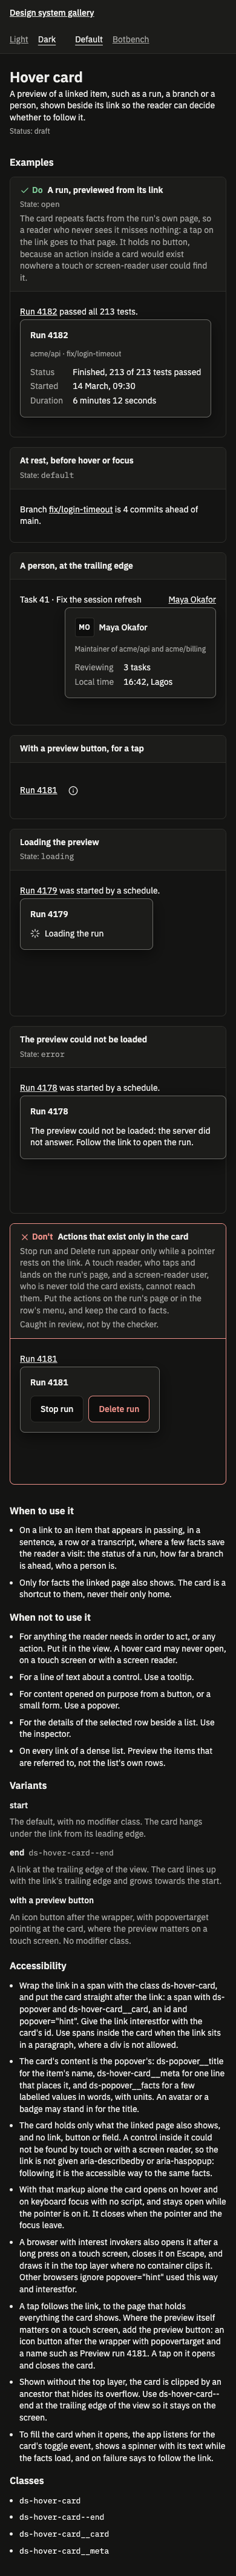 Design system gallery
Light Dark Default Botbench
Hover card
A preview of a linked item, such as a run, a branch or a
person, shown beside its link so the reader can decide
whether to follow it.
Status: draft
Examples
Do A run, previewed from its link
State: open
The card repeats facts from the run's own page, so
a reader who never sees it misses nothing: a tap on
the link goes to that page. It holds no button,
because an action inside a card would exist
nowhere a touch or screen-reader user could find
it.
Run 4182 passed all 213 tests.
Run 4182
acme/api · fix/login-timeout
Status Finished, 213 of 213 tests passed
Started 14 March, 09:30
Duration 6 minutes 12 seconds
At rest, before hover or focus
State: default
Branch fix/login-timeout is 4 commits ahead of
main.
A person, at the trailing edge
Task 41 · Fix the session refresh Maya Okafor
MO Maya Okafor
Maintainer of acme/api and acme/billing
Reviewing 3 tasks
Local time 16:42, Lagos
With a preview button, for a tap
Run 4181
Loading the preview
State: loading
Run 4179 was started by a schedule.
Run 4179
Loading the run
The preview could not be loaded
State: error
Run 4178 was started by a schedule.
Run 4178
The preview could not be loaded: the server did
not answer. Follow the link to open the run.
Don't Actions that exist only in the card
Stop run and Delete run appear only while a pointer
rests on the link. A touch reader, who taps and
lands on the run's page, and a screen-reader user,
who is never told the card exists, cannot reach
them. Put the actions on the run's page or in the
row's menu, and keep the card to facts.
Caught in review, not by the checker.
Run 4181
Run 4181
Stop run Delete run
When to use it
On a link to an item that appears in passing, in a
sentence, a row or a transcript, where a few facts save
the reader a visit: the status of a run, how far a branch
is ahead, who a person is.
Only for facts the linked page also shows. The card is a
shortcut to them, never their only home.
When not to use it
For anything the reader needs in order to act, or any
action. Put it in the view. A hover card may never open,
on a touch screen or with a screen reader.
For a line of text about a control. Use a tooltip.
For content opened on purpose from a button, or a
small form. Use a popover.
For the details of the selected row beside a list. Use
the inspector.
On every link of a dense list. Preview the items that
are referred to, not the list's own rows.
Variants
start
The default, with no modifier class. The card hangs
under the link from its leading edge.
end ds-hover-card--end
A link at the trailing edge of the view. The card lines up
with the link's trailing edge and grows towards the start.
with a preview button
An icon button after the wrapper, with popovertarget
pointing at the card, where the preview matters on a
touch screen. No modifier class.
Accessibility
Wrap the link in a span with the class ds-hover-card,
and put the card straight after the link: a span with ds-
popover and ds-hover-card__card, an id and
popover="hint". Give the link interestfor with the
card's id. Use spans inside the card when the link sits
in a paragraph, where a div is not allowed.
The card's content is the popover's: ds-popover__title
for the item's name, ds-hover-card__meta for one line
that places it, and ds-popover__facts for a few
labelled values in words, with units. An avatar or a
badge may stand in for the title.
The card holds only what the linked page also shows,
and no link, button or field. A control inside it could
not be found by touch or with a screen reader, so the
link is not given aria-describedby or aria-haspopup:
following it is the accessible way to the same facts.
With that markup alone the card opens on hover and
on keyboard focus with no script, and stays open while
the pointer is on it. It closes when the pointer and the
focus leave.
A browser with interest invokers also opens it after a
long press on a touch screen, closes it on Escape, and
draws it in the top layer where no container clips it.
Other browsers ignore popover="hint" used this way
and interestfor.
A tap follows the link, to the page that holds
everything the card shows. Where the preview itself
matters on a touch screen, add the preview button: an
icon button after the wrapper with popovertarget and
a name such as Preview run 4181. A tap on it opens
and closes the card.
Shown without the top layer, the card is clipped by an
ancestor that hides its overflow. Use ds-hover-card--
end at the trailing edge of the view so it stays on the
screen.
To fill the card when it opens, the app listens for the
card's toggle event, shows a spinner with its text while
the facts load, and on failure says to follow the link.
Classes
ds-hover-card
ds-hover-card--end
ds-hover-card__card
ds-hover-card__meta